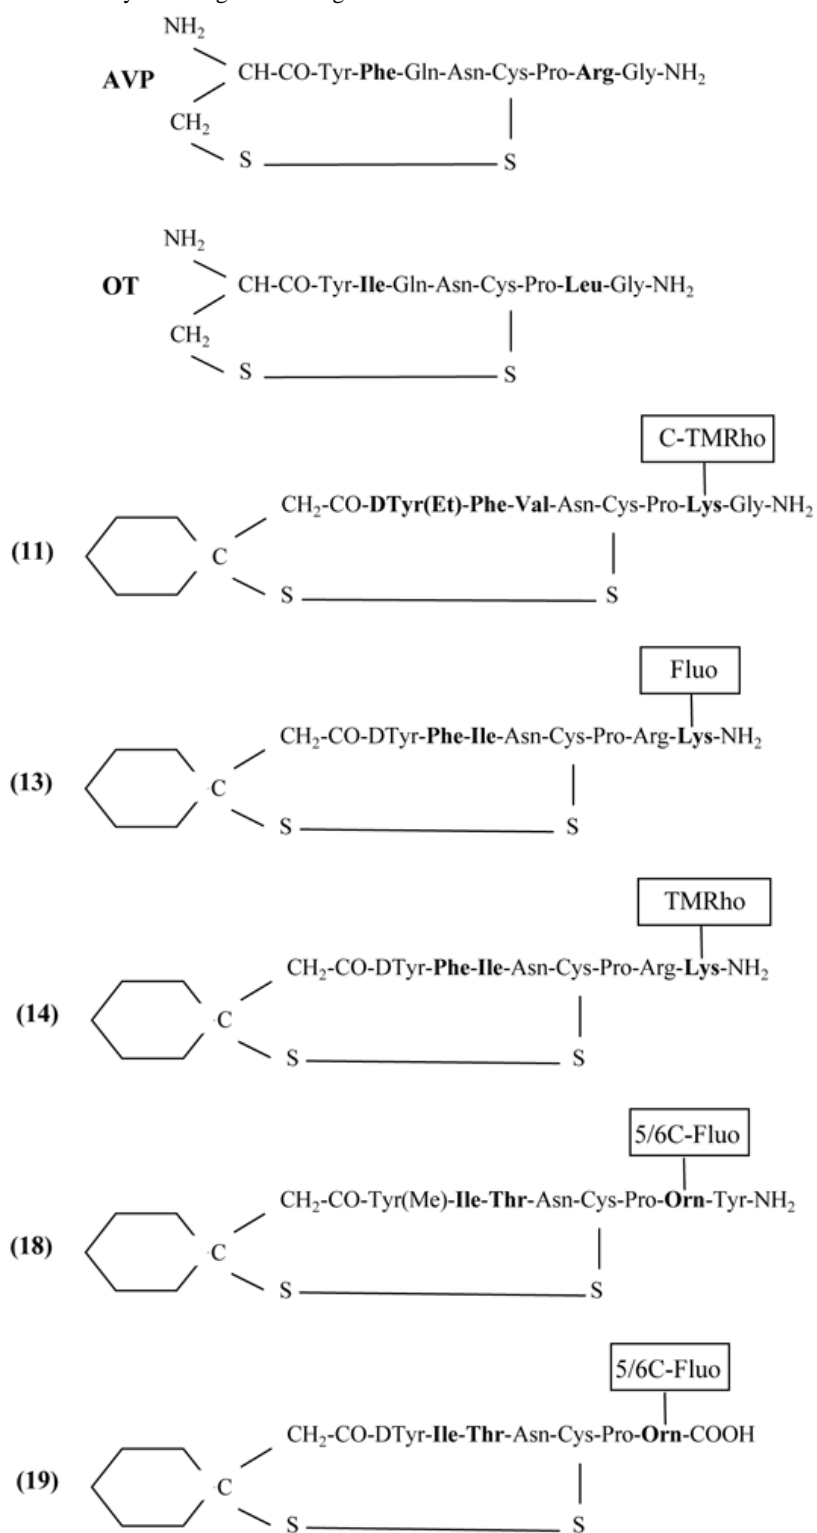 NH2
AVP CH-CO-Tyr-Phe-Gln-Asn-Cys-Pro-Arg-Gly-NH2
CH2
S S
NH2
OT CH-CO-Tyr-Ile-Gln-Asn-Cys-Pro-Leu-Gly-NH2
CH2
S S
C-TMRho
CH2-CO-DTyr(Et)-Phe-Val-Asn-Cys-Pro-Lys-Gly-NH2
(11) C
S S
Fluo
CH2-CO-DTyr-Phe-Ile-Asn-Cys-Pro-Arg-Lys-NH2
(13) C
S S
TMRho
CH2-CO-DTyr-Phe-Ile-Asn-Cys-Pro-Arg-Lys-NH2
(14) C
S S
5/6C-Fluo
CH2-CO-Tyr(Me)-Ile-Thr-Asn-Cys-Pro-Orn-Tyr-NH2
(18) C
S S
5/6C-Fluo
CH2-CO-DTyr-Ile-Thr-Asn-Cys-Pro-Orn-COOH
(19) C
S S